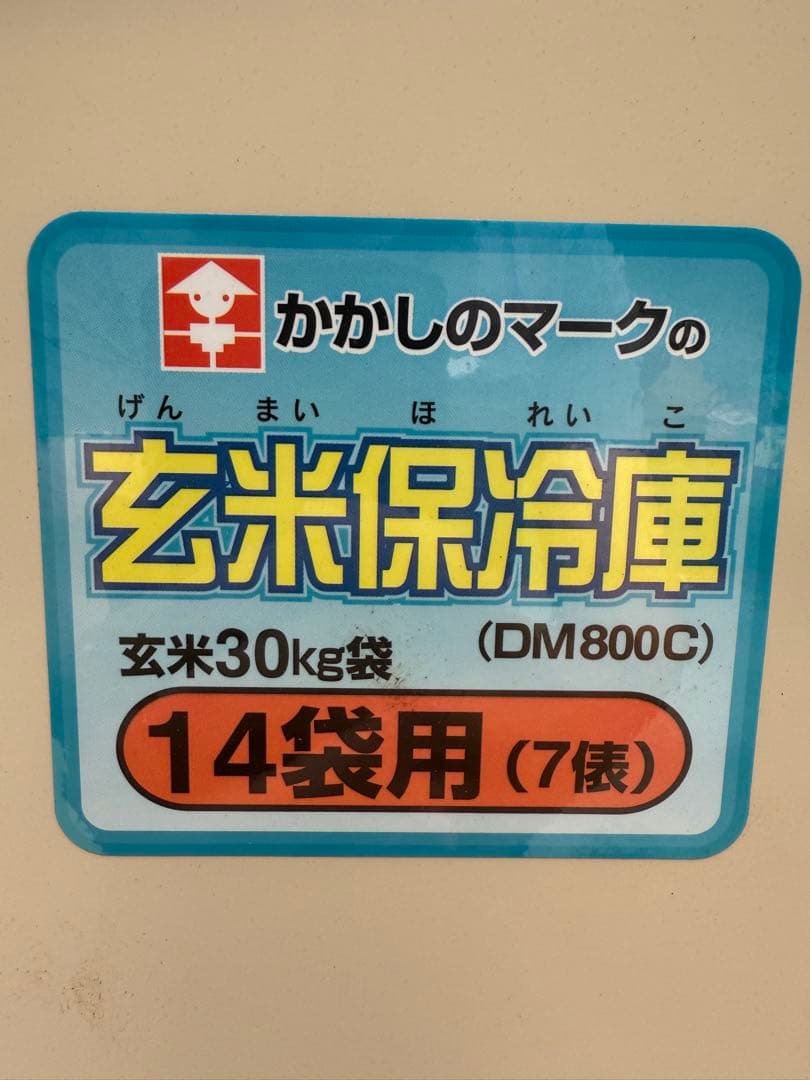 かかしのマークの
げん まい ほ れい こ
玄米保冷庫
玄米30kg袋 (DM800C)
14袋用(7俵)